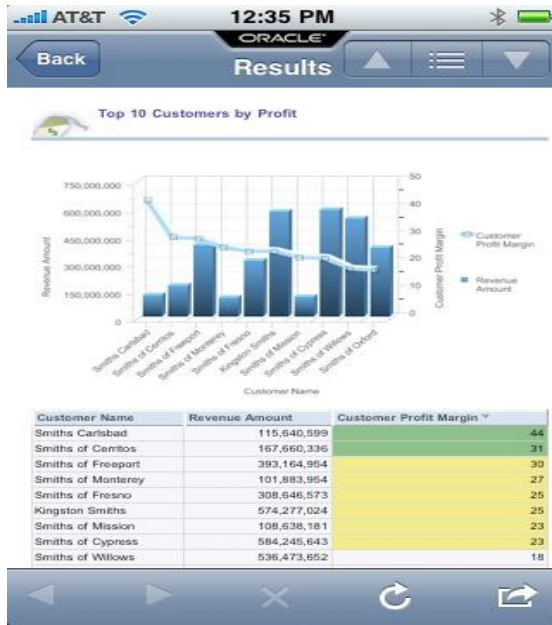 AT&T 12:35 PM
ORACLE
Back Results
Top 10 Customers by Profit
50
750,000,000
40
600,000,000
30
450,000,000
20
300,000,000
10
150,000,000
0
0
Revenue Amount
Customer Profit Margin
Customer Profit Margin
Revenue Amount
Smiths Carlsbad
Smiths of Cerritos
Smiths of Freeport
Smiths of Monterey
Smiths of Fresno
Kingston Smiths
Smiths of Mission
Smiths of Cypress
Smiths of Willows
Smiths of Oxford
Customer Name
Customer Name Revenue Amount Customer Profit Margin
Smiths Carlsbad 115,640,599 44
Smiths of Cerritos 167,660,336 31
Smiths of Freeport 393,164,954 30
Smiths of Monterey 101,883,954 27
Smiths of Fresno 308,646,573 25
Kingston Smiths 574,277,024 25
Smiths of Mission 108,638,181 23
Smiths of Cypress 584,245,643 23
Smiths of Willows 536,473,652 18